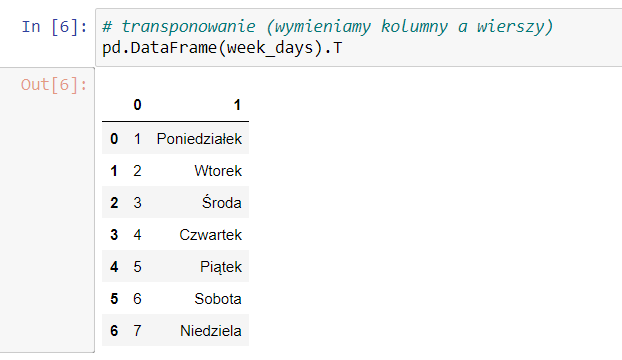 In [6]: # transponowanie (wymieniamy kolumny a wierszy)
pd.DataFrame(week_days).T
Out[6]:
0 1
0 1 Poniedziałek
1 2 Wtorek
2 3 Środa
3 4 Czwartek
4 5 Piątek
5 6 Sobota
6 7 Niedziela